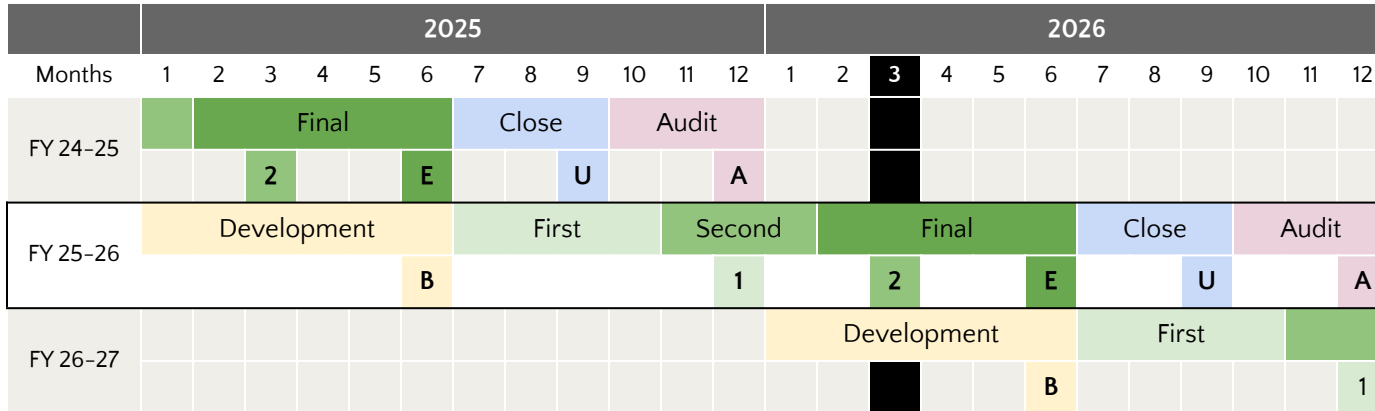 2025 2026
Months 1 2 3 4 5 6 7 8 9 10 11 12 1 2 3 4 5 6 7 8 9 10 11 12
FY 24-25
Final Close Audit
2 E U A
FY 25-26
Development First Second Final Close Audit
B 1 2 E U A
FY 26-27
Development First
B 1